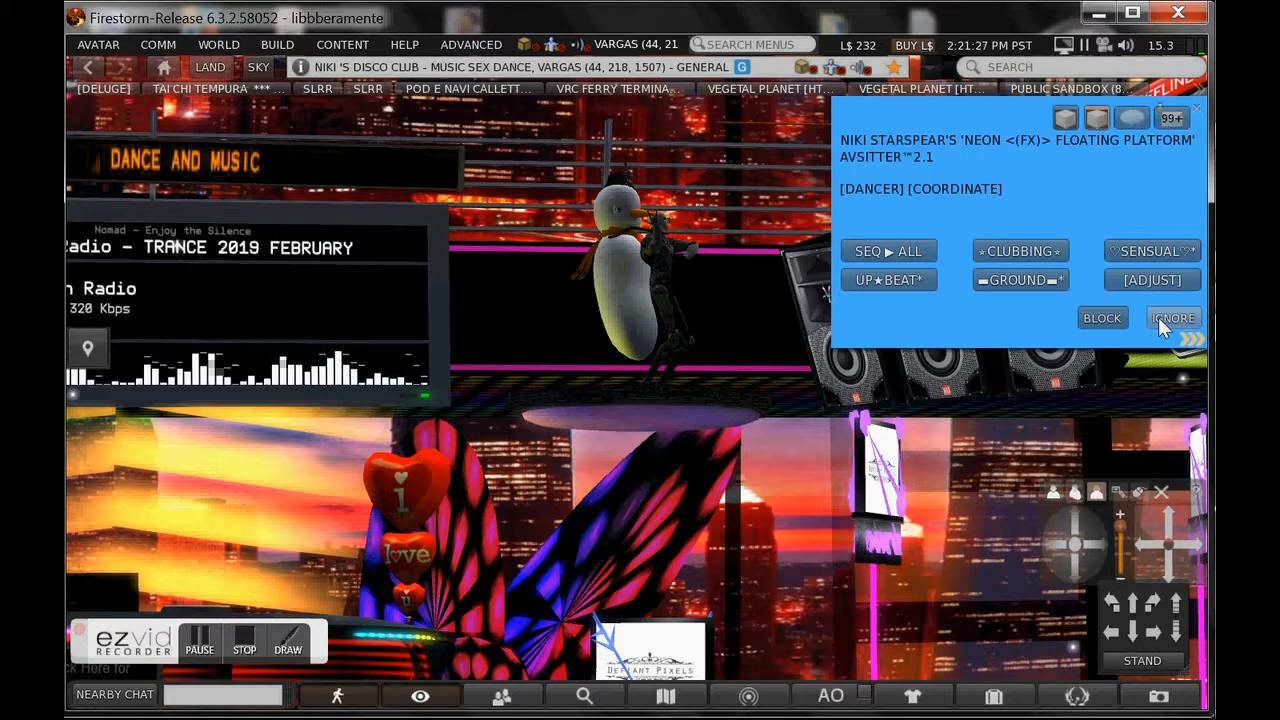 Firestorm-Release 6.3.2.58052 - libbberamente
AVATAR COMM WORLD BUILD CONTENT HELP ADVANCED VARGAS (44, 21 SEARCH MENUS L$ 232 BUY L$ 2:21:27 PM PST 15.3
LAND SKY NIKI'S DISCO CLUB - MUSIC SEX DANCE, VARGAS (44, 218, 1507) - GENERAL G SEARCH
[DELUGE] TAI CHI TEMPURA *** ... SLRR SLRR POD E NAVI CALLETT... VRC FERRY TERMINA... VEGETAL PLANET [HT... VEGETAL PLANET [HT... PUBLIC SANDBOX (8...
99+
NIKI STARSPEAR'S 'NEON <(FX)> FLOATING PLATFORM'
AVSITTER™2.1
[DANCER] [COORDINATE]
SEQ ▶ ALL ⋆CLUBBING⋆ ♡SENSUAL♡*
UP★BEAT* ▬GROUND▬* [ADJUST]
BLOCK IGNORE
DANCE AND MUSIC
Nomad - Enjoy the Silence
Radio - TRANCE 2019 FEBRUARY
Radio
320 Kbps
i
love
u
ezvid
RECORDER
PAUSE STOP DRAW
ck Here for
DEFIANT PIXELS
STAND
NEARBY CHAT AO